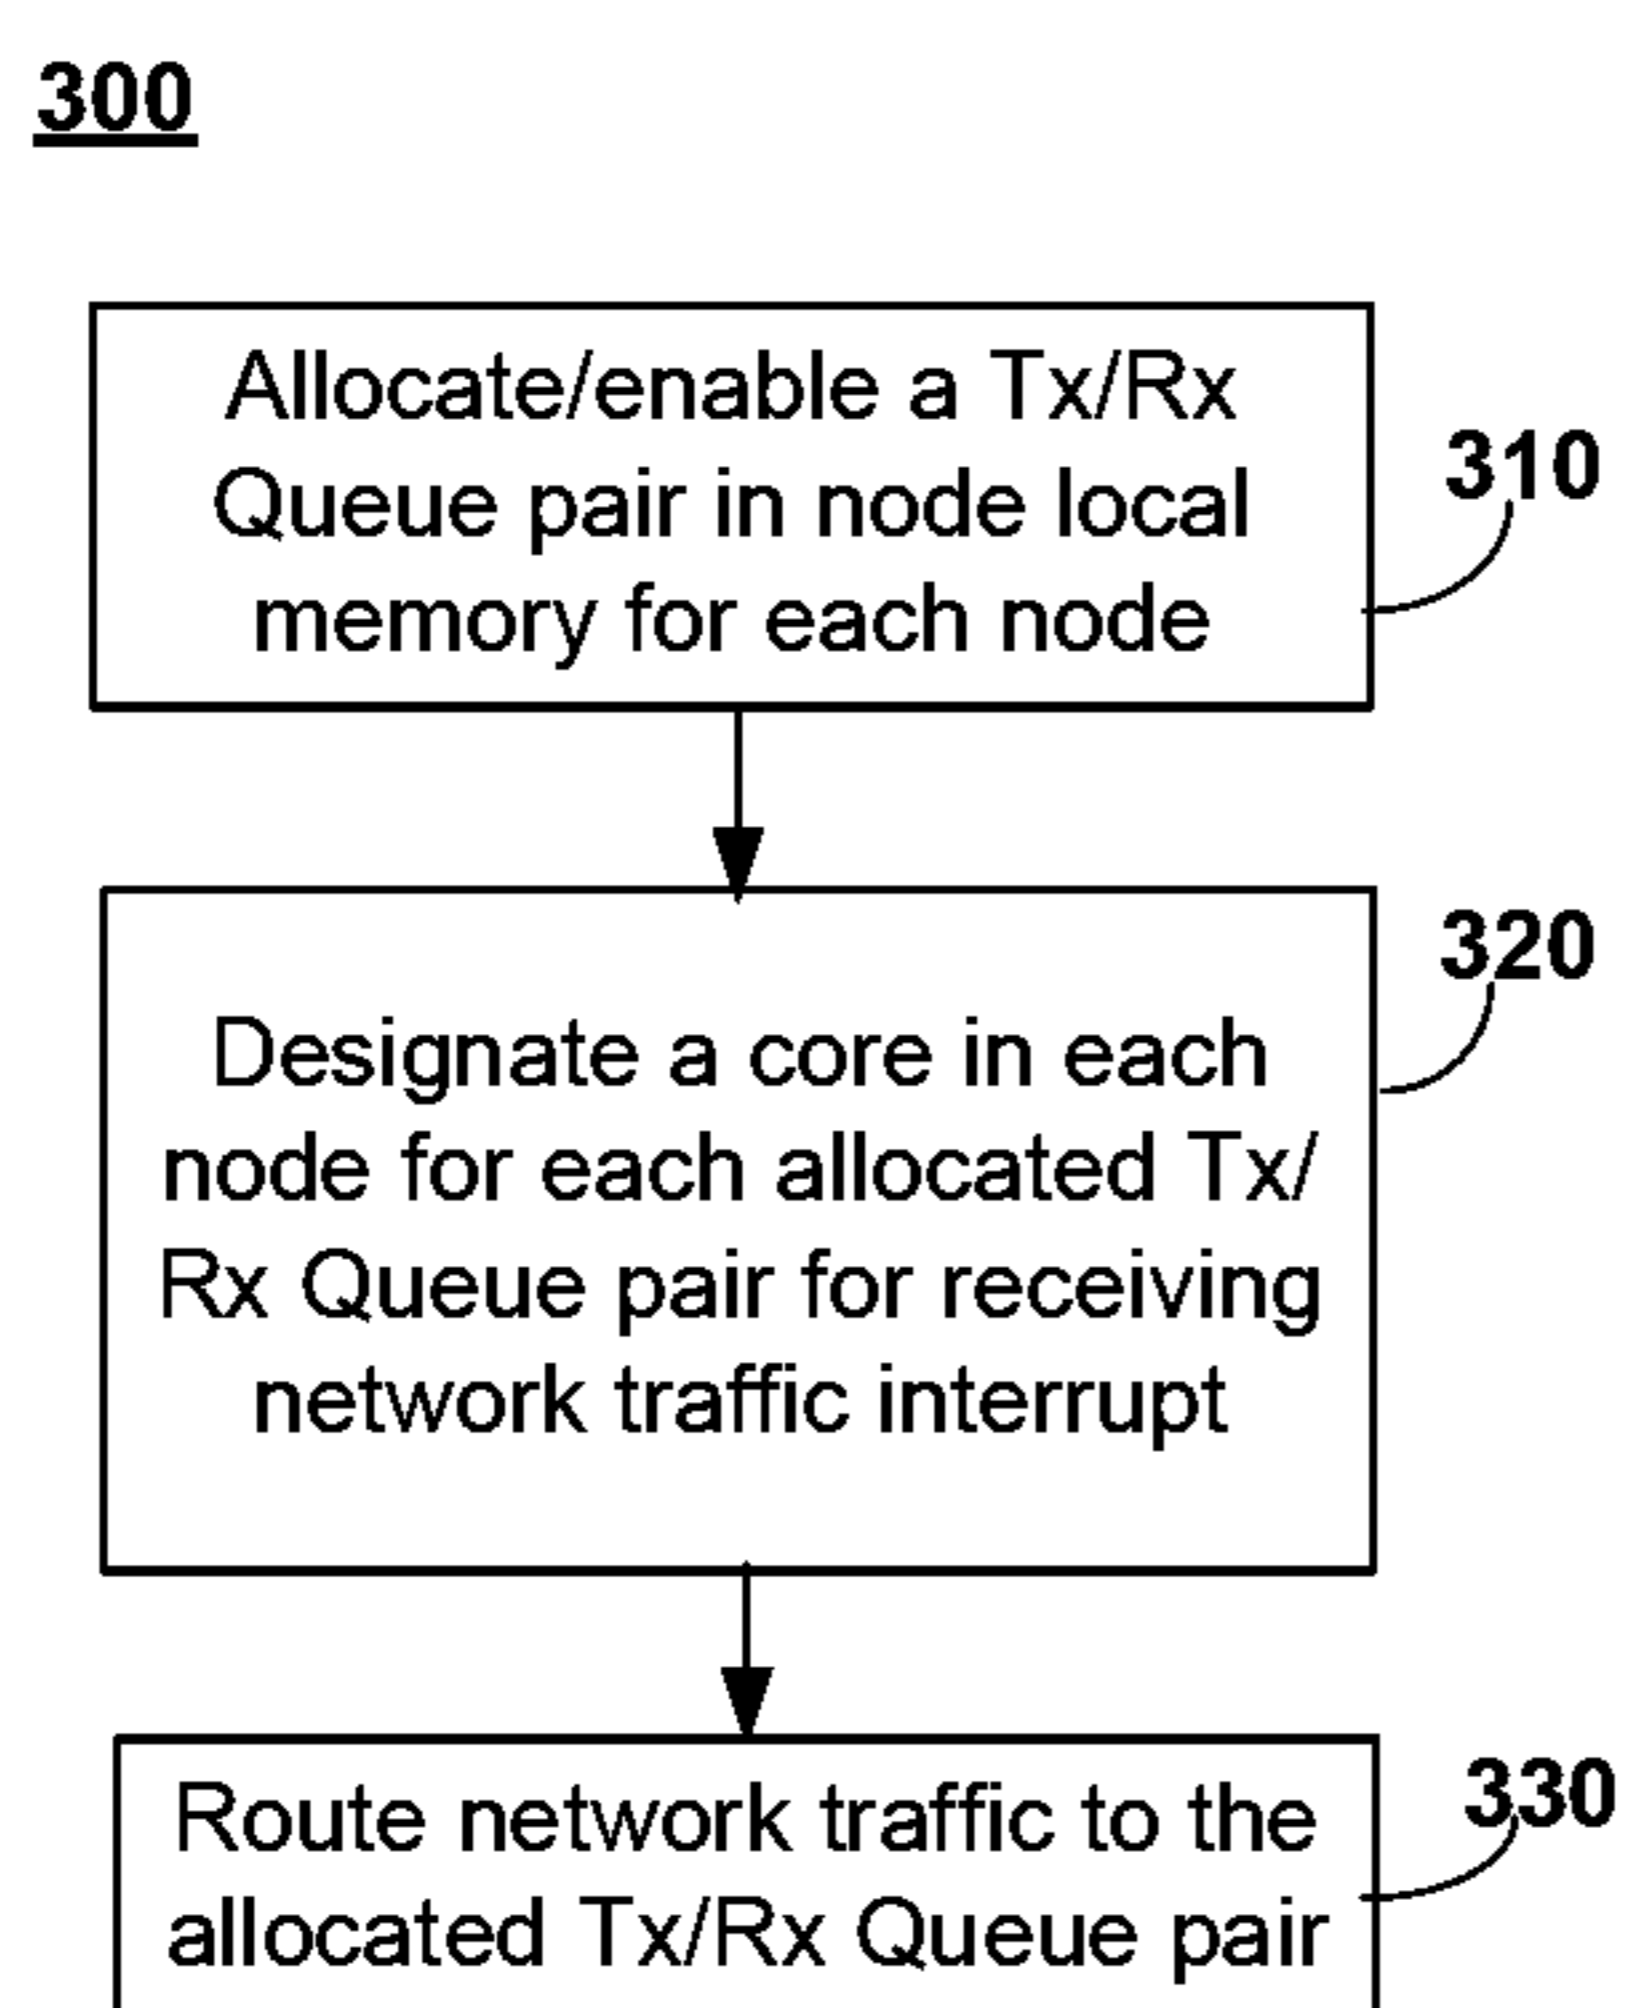 300
Allocate/enable a Tx/Rx
Queue pair in node local
memory for each node
310
320
Designate a core in each
node for each allocated Tx/
Rx Queue pair for receiving
network traffic interrupt
330
Route network traffic to the
allocated Tx/Rx Queue pair